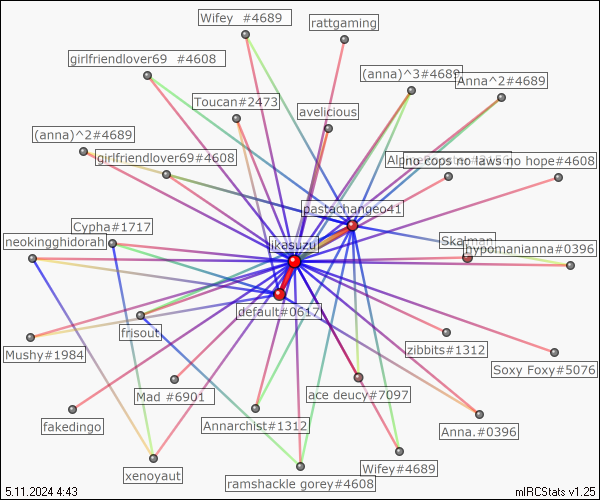 Wifey  #4689
rattgaming
girlfriendlover69  #4608
(anna)^3#4689
Anna^2#4689
Toucan#2473
avelicious
(anna)^2#4689
girlfriendlover69#4608
no cops no laws no hope#4608
pastachangeo41
Cypha#1717
ikasuzu
Skalman
neokingghidorah
hypomanianna#0396
default#0617
frisout
Mushy#1984
zibbits#1312
Soxy Foxy#5076
Mad #6901
ace deucy#7097
fakedingo
Annarchist#1312
Anna.#0396
xenoyaut
ramshackle gorey#4608
Wifey#4689
5.11.2024 4:43
mIRCStats v1.25